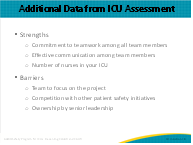 Additional Data from ICU Assessment
• Strengths
o Commitment to teamwork among all team members
o Effective communication among team members
o Number of nurses in your ICU
• Barriers
o Team to focus on the project
o Competition with other patient safety initiatives
o Ownership by senior leadership